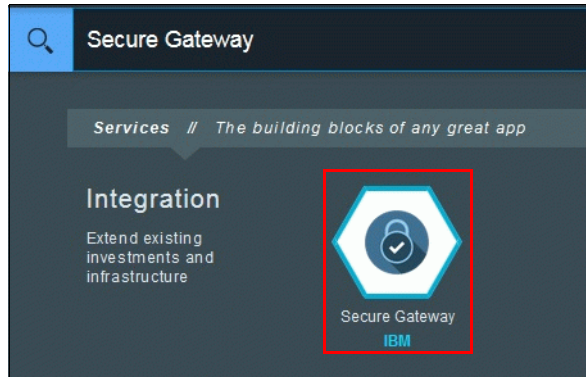 Secure Gateway
Services // The building blocks of any great app
Integration
Extend existing
investments and
infrastructure
Secure Gateway
IBM